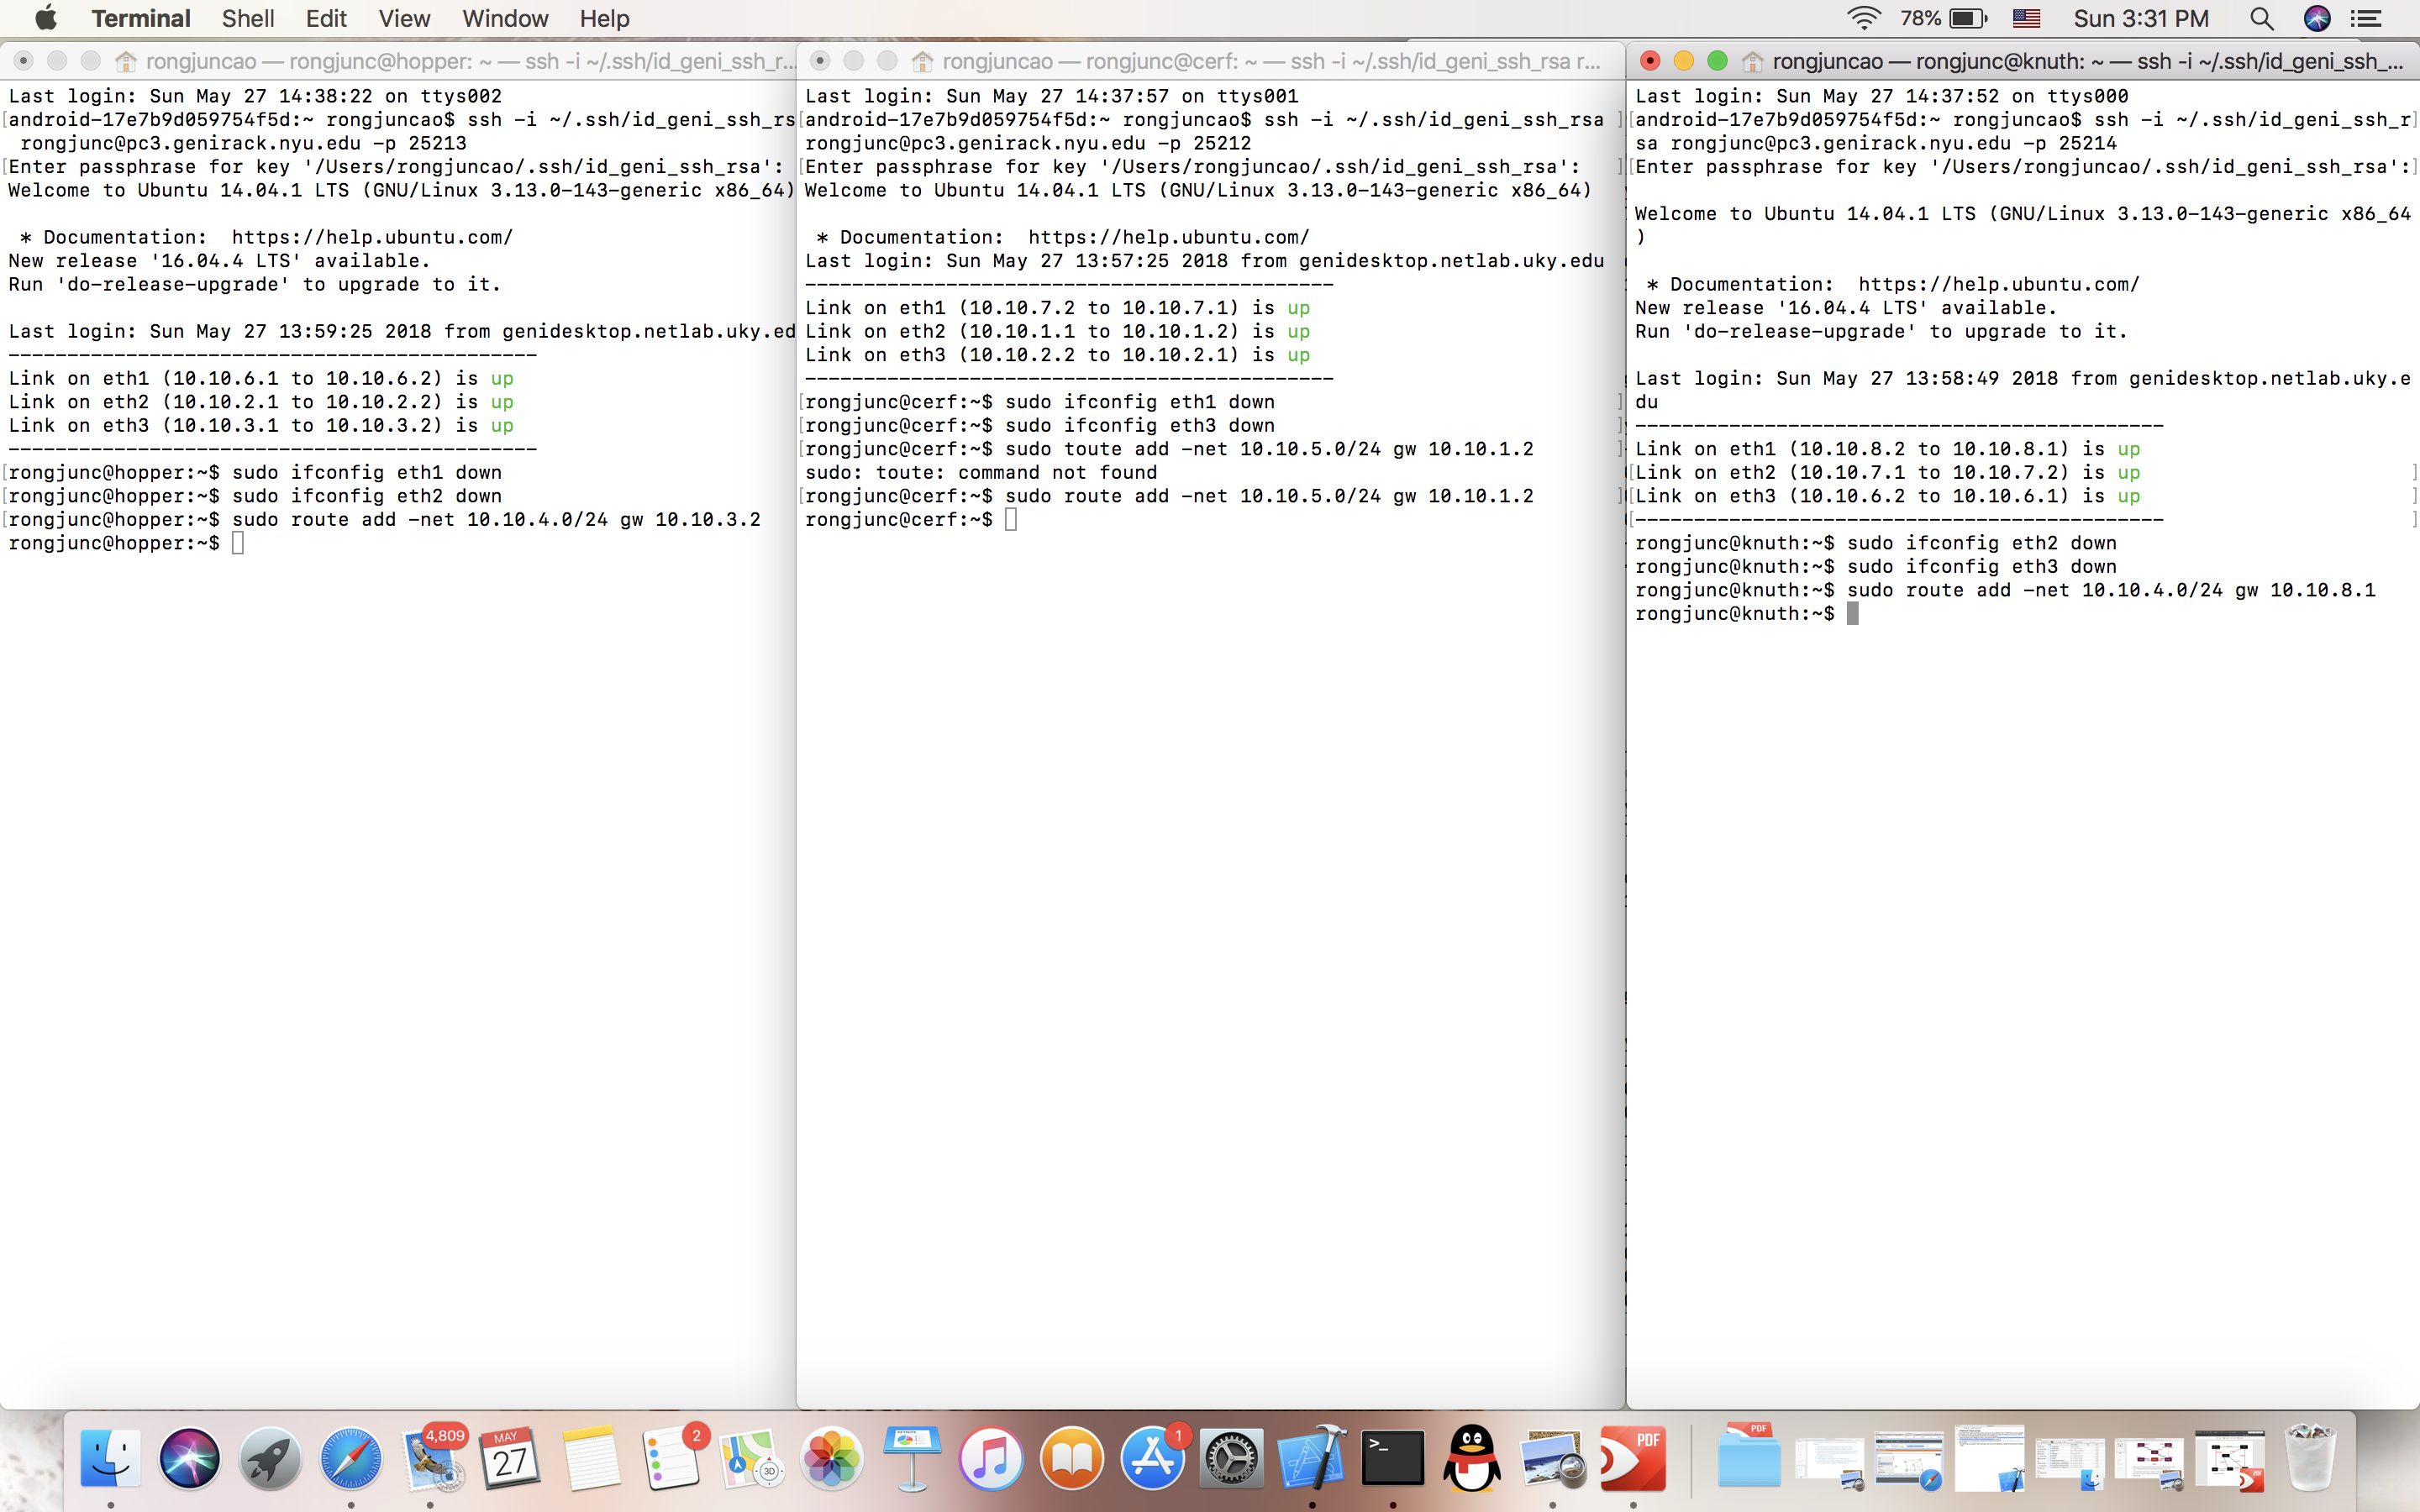 Terminal Shell Edit View Window Help 78% Sun 3:31 PM
rongjuncao — rongjunc@hopper: ~ — ssh -i ~/.ssh/id_geni_ssh_r...
Last login: Sun May 27 14:38:22 on ttys002
[android-17e7b9d059754f5d:~ rongjuncao$ ssh -i ~/.ssh/id_geni_ssh_rs
rongjunc@pc3.genirack.nyu.edu -p 25213
[Enter passphrase for key '/Users/rongjuncao/.ssh/id_geni_ssh_rsa':
Welcome to Ubuntu 14.04.1 LTS (GNU/Linux 3.13.0-143-generic x86_64)
* Documentation:  https://help.ubuntu.com/
New release '16.04.4 LTS' available.
Run 'do-release-upgrade' to upgrade to it.
Last login: Sun May 27 13:59:25 2018 from genidesktop.netlab.uky.ed
---------------------------------------------
Link on eth1 (10.10.6.1 to 10.10.6.2) is up
Link on eth2 (10.10.2.1 to 10.10.2.2) is up
Link on eth3 (10.10.3.1 to 10.10.3.2) is up
---------------------------------------------
[rongjunc@hopper:~$ sudo ifconfig eth1 down
[rongjunc@hopper:~$ sudo ifconfig eth2 down
[rongjunc@hopper:~$ sudo route add -net 10.10.4.0/24 gw 10.10.3.2
rongjunc@hopper:~$
rongjuncao — rongjunc@cerf: ~ — ssh -i ~/.ssh/id_geni_ssh_rsa r...
Last login: Sun May 27 14:37:57 on ttys001
[android-17e7b9d059754f5d:~ rongjuncao$ ssh -i ~/.ssh/id_geni_ssh_rsa ]
rongjunc@pc3.genirack.nyu.edu -p 25212
[Enter passphrase for key '/Users/rongjuncao/.ssh/id_geni_ssh_rsa': ]
Welcome to Ubuntu 14.04.1 LTS (GNU/Linux 3.13.0-143-generic x86_64)
* Documentation:  https://help.ubuntu.com/
Last login: Sun May 27 13:57:25 2018 from genidesktop.netlab.uky.edu
---------------------------------------------
Link on eth1 (10.10.7.2 to 10.10.7.1) is up
Link on eth2 (10.10.1.1 to 10.10.1.2) is up
Link on eth3 (10.10.2.2 to 10.10.2.1) is up
---------------------------------------------
[rongjunc@cerf:~$ sudo ifconfig eth1 down ]
[rongjunc@cerf:~$ sudo ifconfig eth3 down ]
[rongjunc@cerf:~$ sudo toute add -net 10.10.5.0/24 gw 10.10.1.2 ]
sudo: toute: command not found
[rongjunc@cerf:~$ sudo route add -net 10.10.5.0/24 gw 10.10.1.2 ]
rongjunc@cerf:~$
rongjuncao — rongjunc@knuth: ~ — ssh -i ~/.ssh/id_geni_ssh_...
Last login: Sun May 27 14:37:52 on ttys000
[android-17e7b9d059754f5d:~ rongjuncao$ ssh -i ~/.ssh/id_geni_ssh_r]
sa rongjunc@pc3.genirack.nyu.edu -p 25214
[Enter passphrase for key '/Users/rongjuncao/.ssh/id_geni_ssh_rsa':]
Welcome to Ubuntu 14.04.1 LTS (GNU/Linux 3.13.0-143-generic x86_64
)
* Documentation:  https://help.ubuntu.com/
New release '16.04.4 LTS' available.
Run 'do-release-upgrade' to upgrade to it.
Last login: Sun May 27 13:58:49 2018 from genidesktop.netlab.uky.e
du
---------------------------------------------
Link on eth1 (10.10.8.2 to 10.10.8.1) is up
[Link on eth2 (10.10.7.1 to 10.10.7.2) is up ]
[Link on eth3 (10.10.6.2 to 10.10.6.1) is up ]
[--------------------------------------------- ]
rongjunc@knuth:~$ sudo ifconfig eth2 down
rongjunc@knuth:~$ sudo ifconfig eth3 down
rongjunc@knuth:~$ sudo route add -net 10.10.4.0/24 gw 10.10.8.1
rongjunc@knuth:~$
4,809
MAY
27
2
3D
1
>_
PDF
PDF
PDF